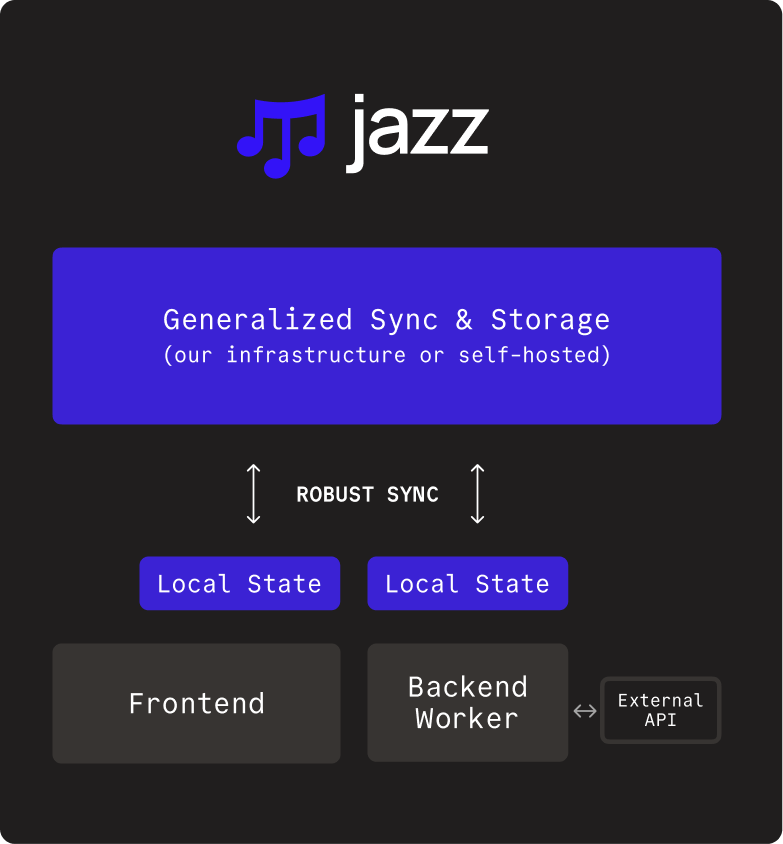 jazz
Generalized Sync & Storage
(our infrastructure or self-hosted)
ROBUST SYNC
Local State
Local State
Frontend
Backend
Worker
External
API